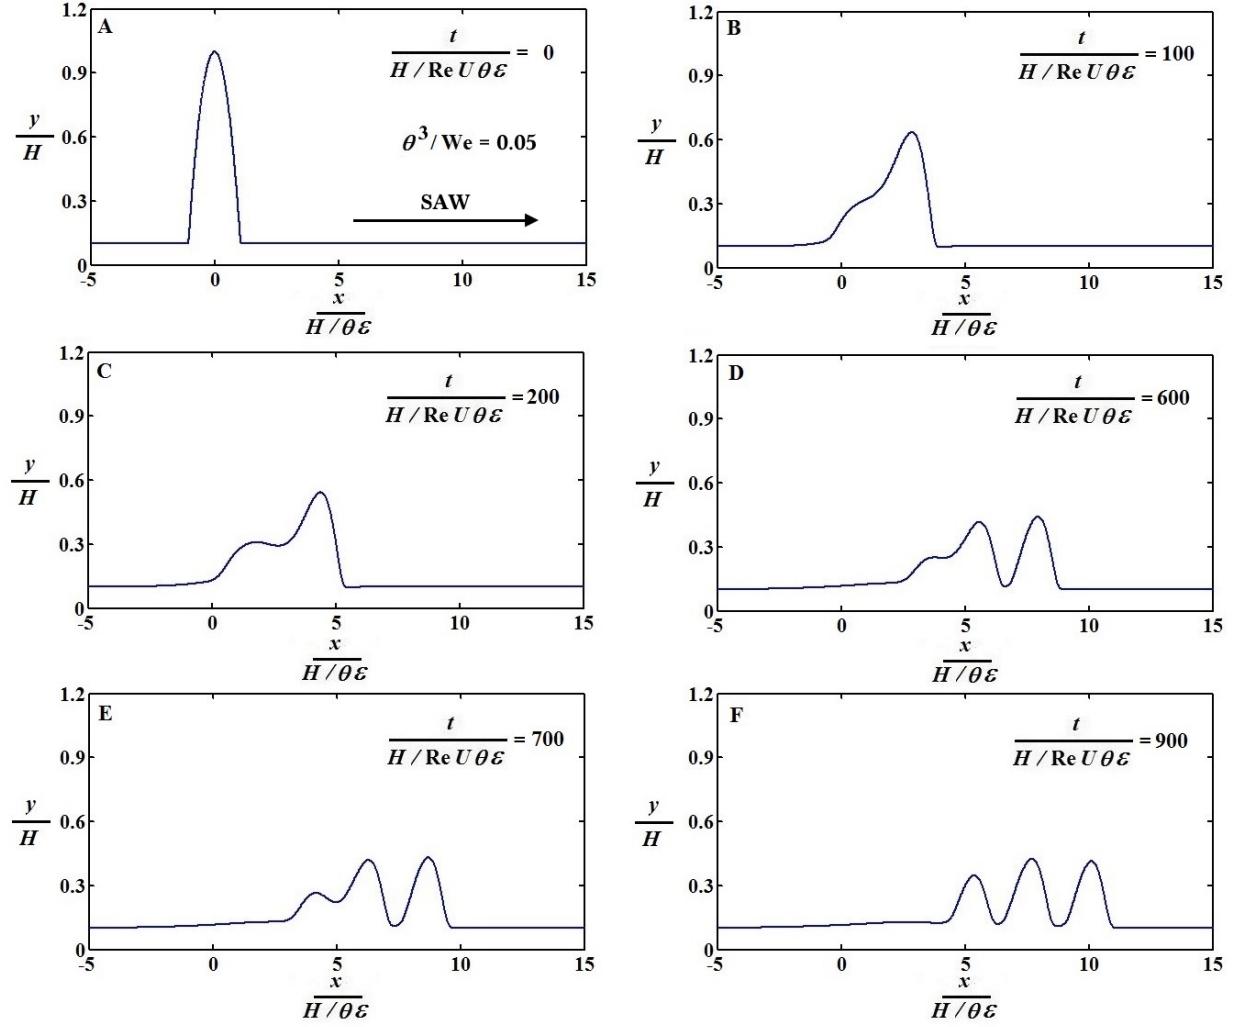 A
1.2
0.9
0.6
0.3
0
y
H
t
H / Re U θ ε
= 0
θ³/ We = 0.05
SAW
-5 0 5 10 15
x
H / θ ε
B
1.2
0.9
0.6
0.3
0
y
H
t
H / Re U θ ε
= 100
-5 0 5 10 15
x
H / θ ε
C
1.2
0.9
0.6
0.3
0
y
H
t
H / Re U θ ε
= 200
-5 0 5 10 15
x
H / θ ε
D
1.2
0.9
0.6
0.3
0
y
H
t
H / Re U θ ε
= 600
-5 0 5 10 15
x
H / θ ε
E
1.2
0.9
0.6
0.3
0
y
H
t
H / Re U θ ε
= 700
-5 0 5 10 15
x
H / θ ε
F
1.2
0.9
0.6
0.3
0
y
H
t
H / Re U θ ε
= 900
-5 0 5 10 15
x
H / θ ε